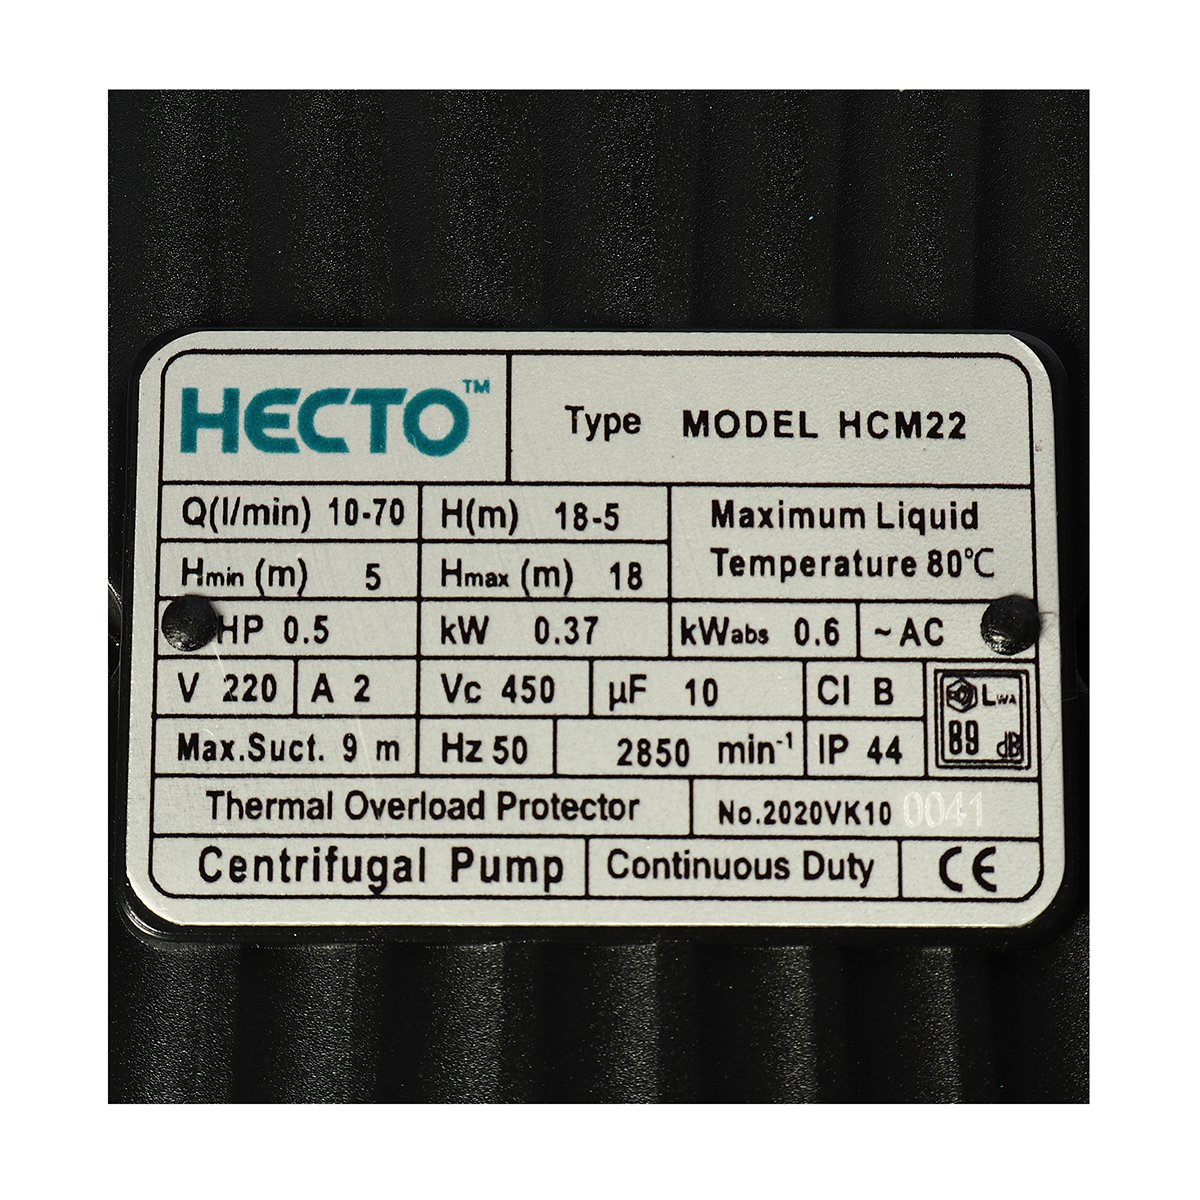 HECTO™
Type MODEL HCM22
Q(l/min) 10-70
H(m) 18-5
Maximum Liquid
Temperature 80℃
Hmin (m) 5
Hmax (m) 18
HP 0.5
kW 0.37
kWabs 0.6
~AC
V 220
A 2
Vc 450
µF 10
CI B
LWA
89 dB
Max.Suct. 9 m
Hz 50
2850 min⁻¹
IP 44
Thermal Overload Protector
No.2020VK10 0041
Centrifugal Pump
Continuous Duty
CE